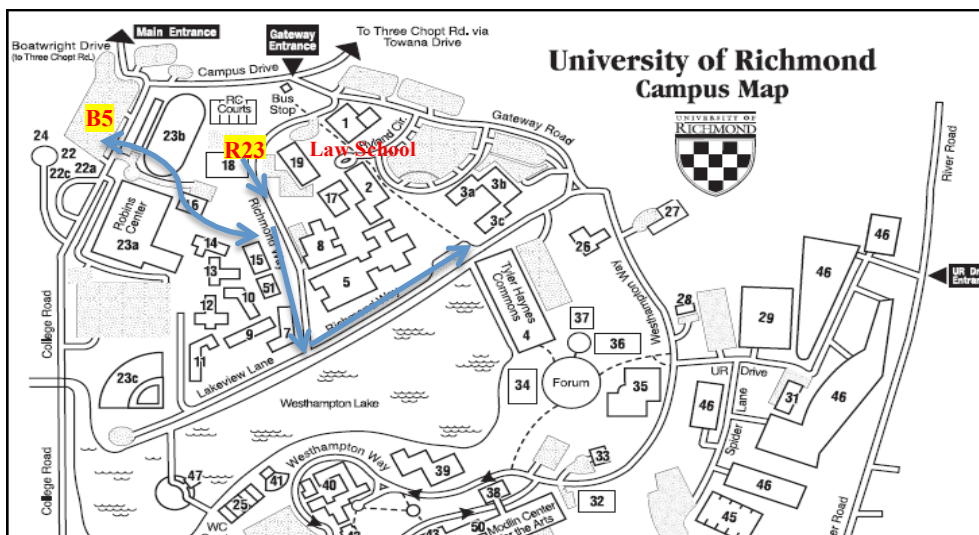 University of Richmond
Campus Map
UNIVERSITY OF
RICHMOND
Main Entrance
Boatwright Drive
(to Three Chopt Rd.)
Gateway
Entrance
To Three Chopt Rd. via
Towana Drive
Campus Drive
RC
Courts
Bus
Stop
Gateway Road
River Road
B5
R23
Law School
24
22
22c
22a
23b
18
19
1
2
17
3a
3b
3c
16
Robins
Center
23a
14
13
15
51
10
12
9
7
11
8
5
Richmond Way
Richmond Way
Lakeview Lane
23c
College Road
College Road
Westhampton Lake
Tyler Haynes
Commons
4
26
27
Westhampton Way
28
37
36
34
Forum
35
29
46
46
UR Drive
46
Spider
Lane
31
46
46
45
33
32
Westhampton Way
39
38
40
41
47
25
WC
50
Modlin Center
for the Arts